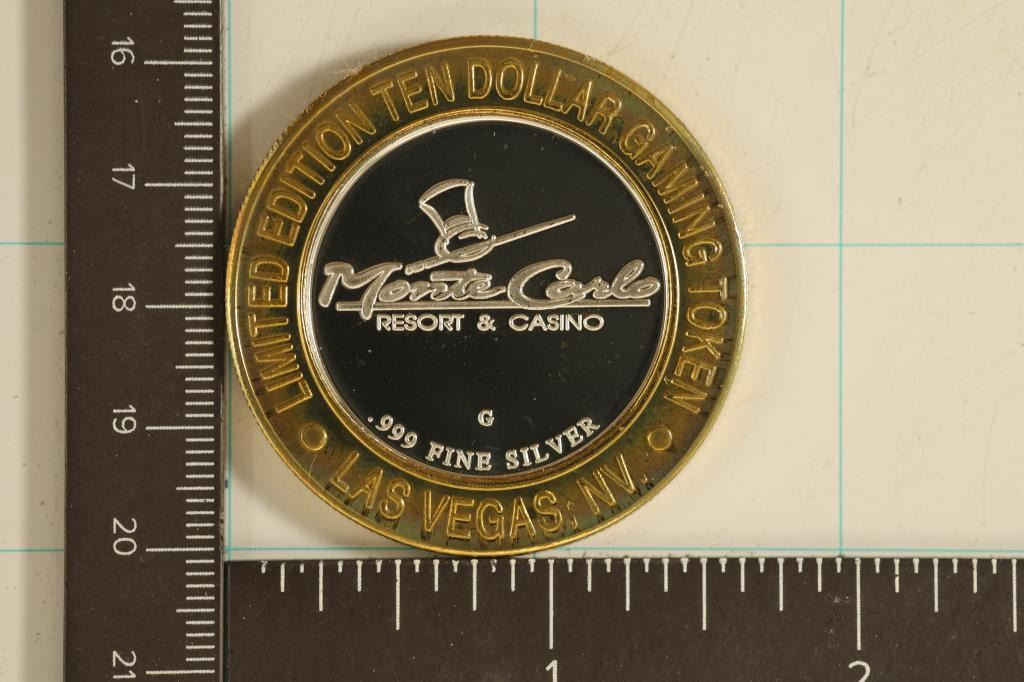 LIMITED EDITION TEN DOLLAR GAMING TOKEN
Monte Carlo
RESORT & CASINO
G
.999 FINE SILVER
LAS VEGAS, NV.
16
17
18
19
20
21
1
2